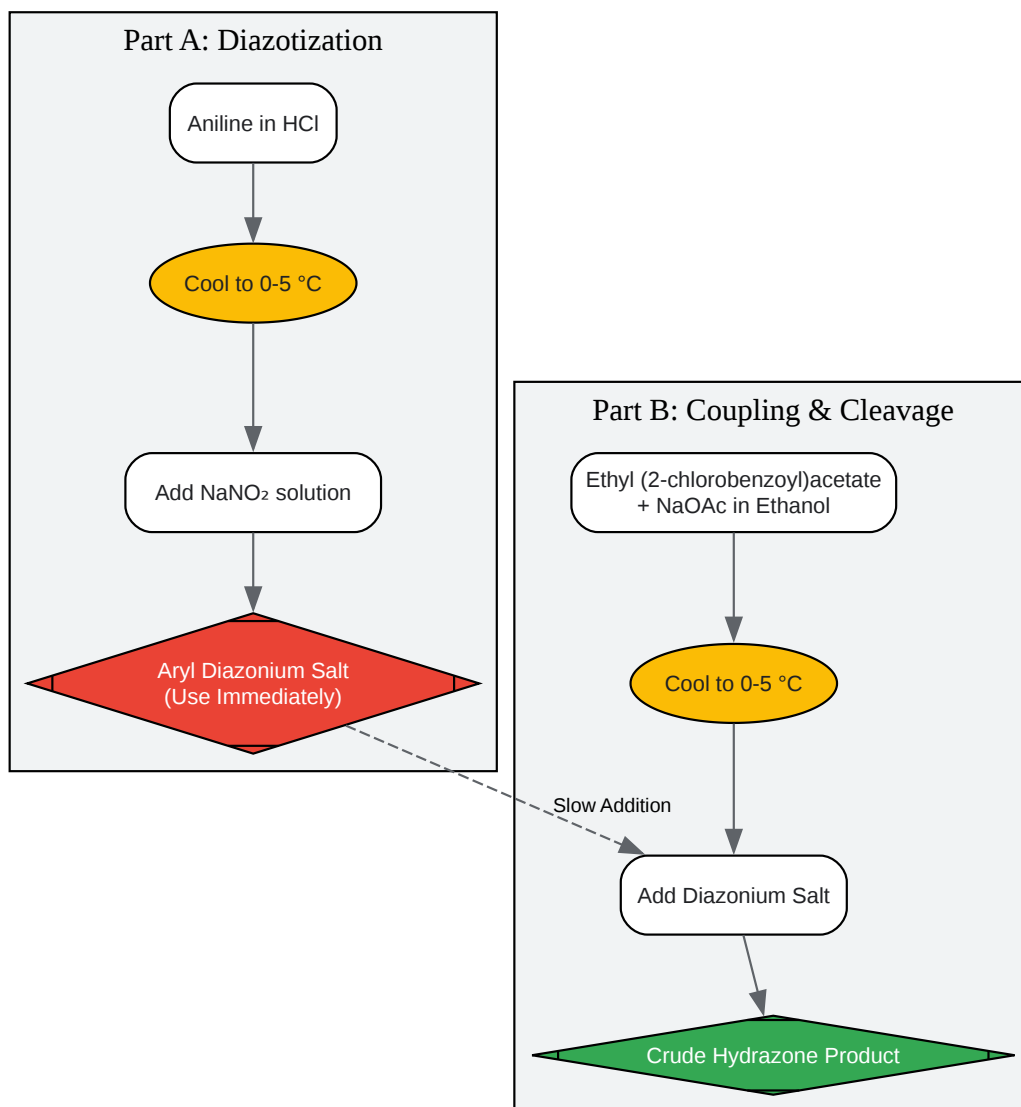 Part A: Diazotization
Aniline in HCl
Cool to 0-5 °C
Add NaNO₂ solution
Aryl Diazonium Salt
(Use Immediately)
Slow Addition
Part B: Coupling & Cleavage
Ethyl (2-chlorobenzoyl)acetate
+ NaOAc in Ethanol
Cool to 0-5 °C
Add Diazonium Salt
Crude Hydrazone Product